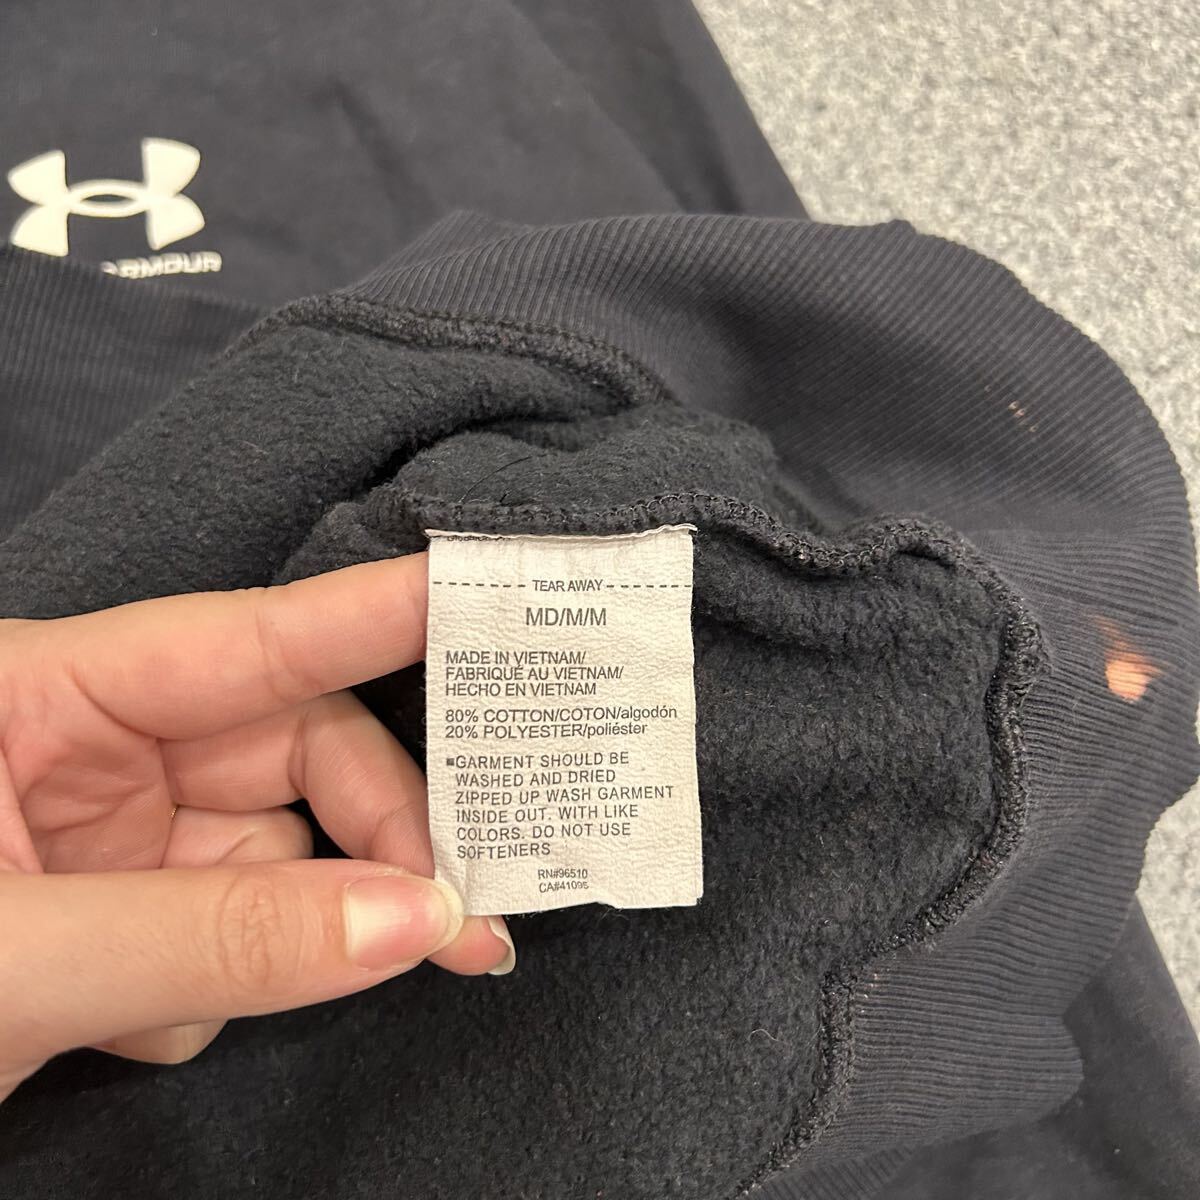 ARMOUR
TEAR AWAY
MD/M/M
MADE IN VIETNAM/
FABRIQUÉ AU VIETNAM/
HECHO EN VIETNAM
80% COTTON/COTON/algodón
20% POLYESTER/poliéster
■GARMENT SHOULD BE
WASHED AND DRIED
ZIPPED UP WASH GARMENT
INSIDE OUT. WITH LIKE
COLORS. DO NOT USE
SOFTENERS
RN#96510
CA#41095